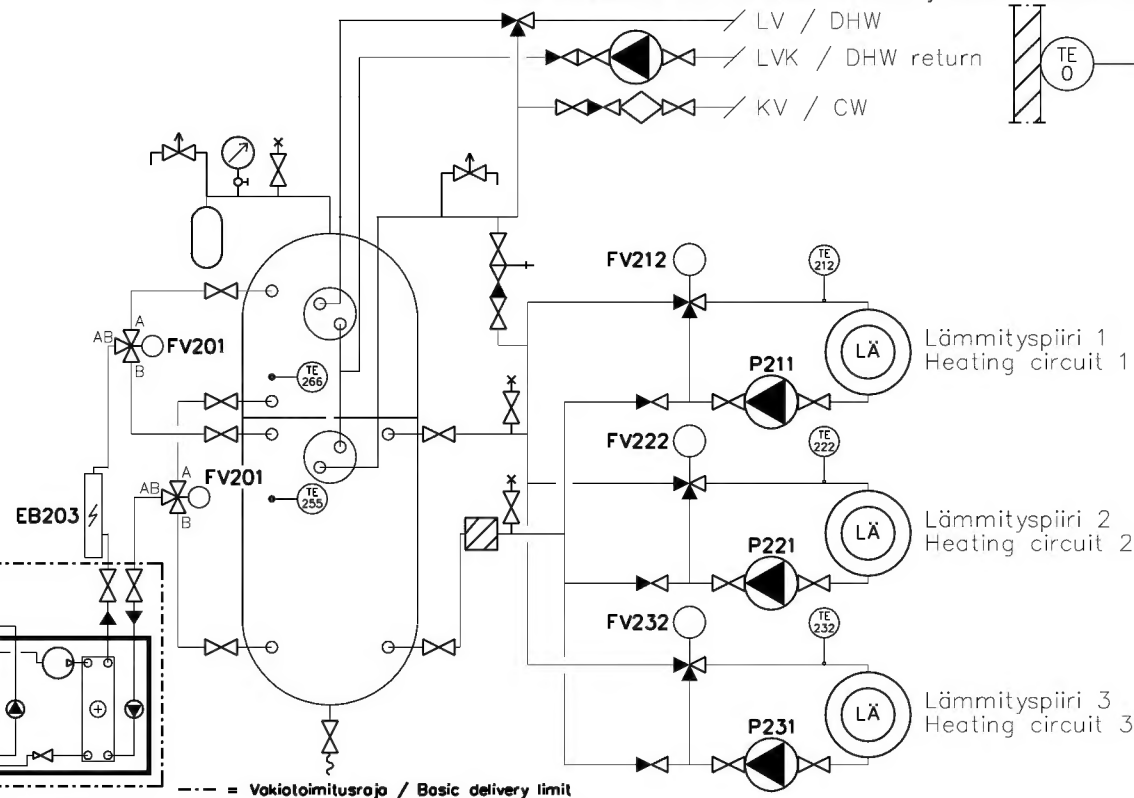 LV / DHW
LVK / DHW return
KV / CW
TE
0
FV212
TE
212
LÄ
Lämmityspiiri 1
Heating circuit 1
P211
A
AB
B
FV201
TE
266
FV222
TE
222
LÄ
Lämmityspiiri 2
Heating circuit 2
P221
A
AB
B
FV201
TE
255
EB203
FV232
TE
232
LÄ
Lämmityspiiri 3
Heating circuit 3
P231
= Vakiotoimitusraja / Basic delivery limit